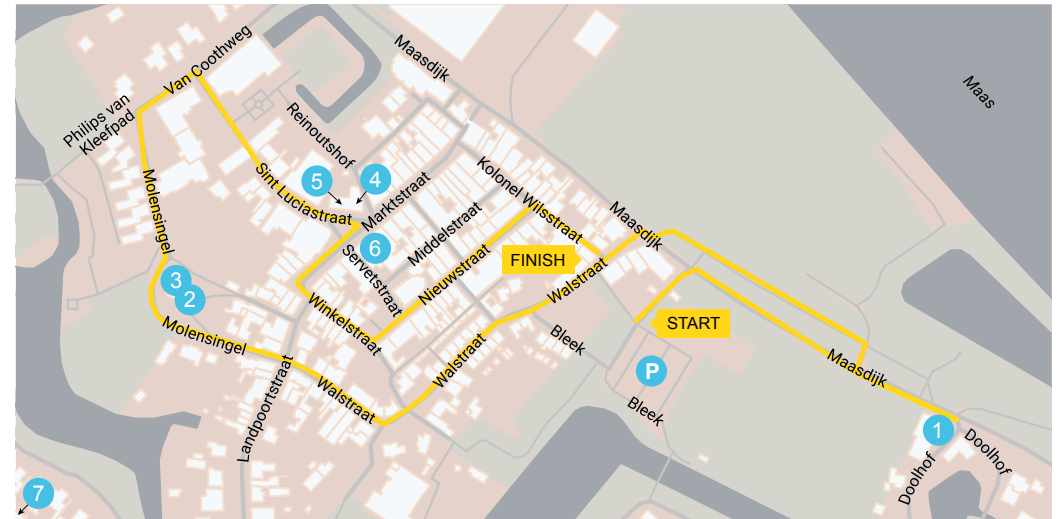 Van Coothweg
Maasdijk
Maas
Philips van
Kleefpad
Reinoutshof
Molensingel
Sint Luciastraat
5
4
Marktstraat
Kolonel Wilsstraat
Maasdijk
6
Middelstraat
Servetstraat
Nieuwstraat
FINISH
Walstraat
3
2
Winkelstraat
START
Molensingel
Bleek
Maasdijk
Walstraat
Walstraat
P
Landpoortstraat
Bleek
1
Doolhof
Doolhof
7